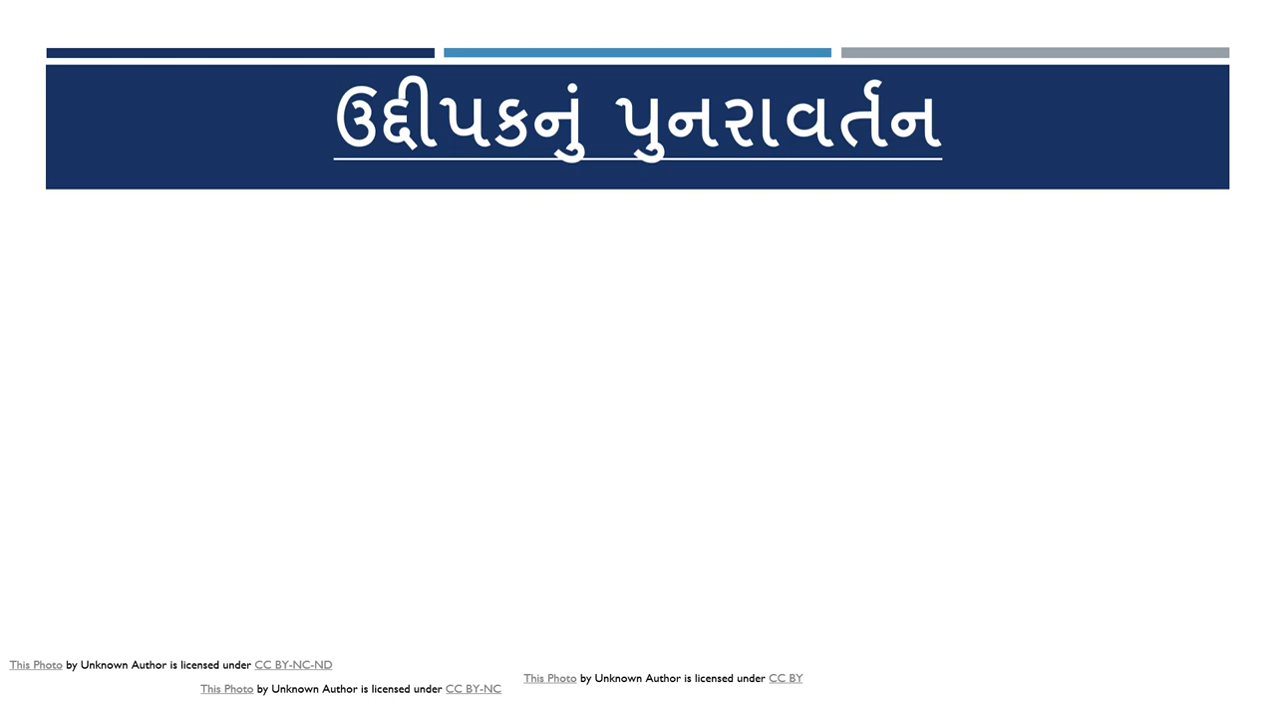 ઉદ્દીપકનું પુનરાવર્તન
This Photo by Unknown Author is licensed under CC BY-NC-ND
This Photo by Unknown Author is licensed under CC BY
This Photo by Unknown Author is licensed under CC BY-NC